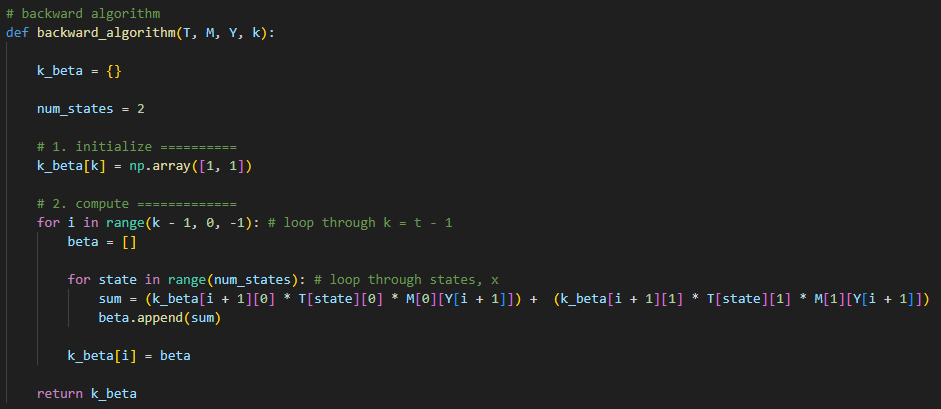 # backward algorithm
def backward_algorithm(T, M, Y, k):
    k_beta = {}
    num_states = 2
    # 1. initialize ==========
    k_beta[k] = np.array([1, 1])
    # 2. compute =============
    for i in range(k - 1, 0, -1): # loop through k = t - 1
        beta = []
        for state in range(num_states): # loop through states, x
            sum = (k_beta[i + 1][0] * T[state][0] * M[0][Y[i + 1]]) +  (k_beta[i + 1][1] * T[state][1] * M[1][Y[i + 1]])
            beta.append(sum)
        k_beta[i] = beta
    return k_beta